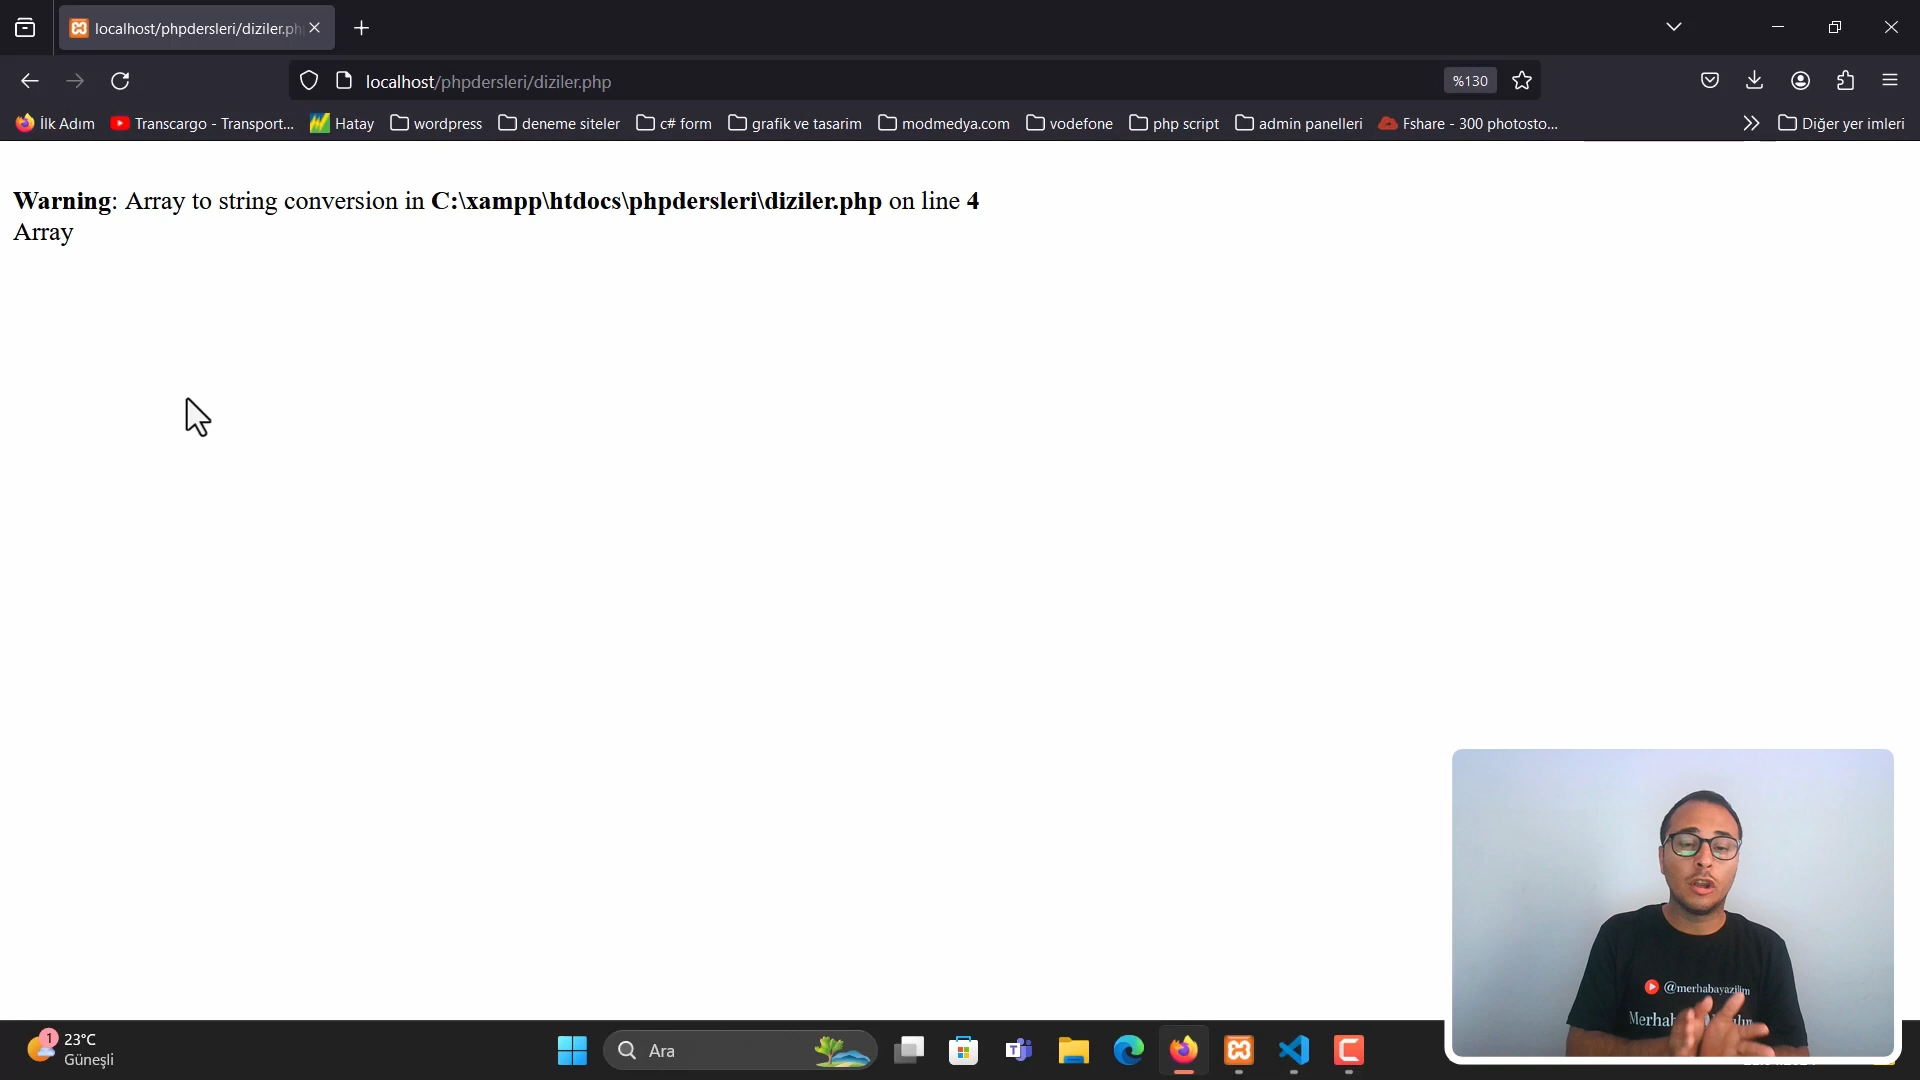 localhost/phpdersleri/diziler.ph
localhost/phpdersleri/diziler.php
%130
İlk Adım
Transcargo - Transport...
Hatay
wordpress
deneme siteler
c# form
grafik ve tasarim
modmedya.com
vodefone
php script
admin panelleri
Fshare - 300 photosto...
Diğer yer imleri
Warning: Array to string conversion in C:\xampp\htdocs\phpdersleri\diziler.php on line 4
Array
@merhabayazilim
1
23°C
Güneşli
Ara